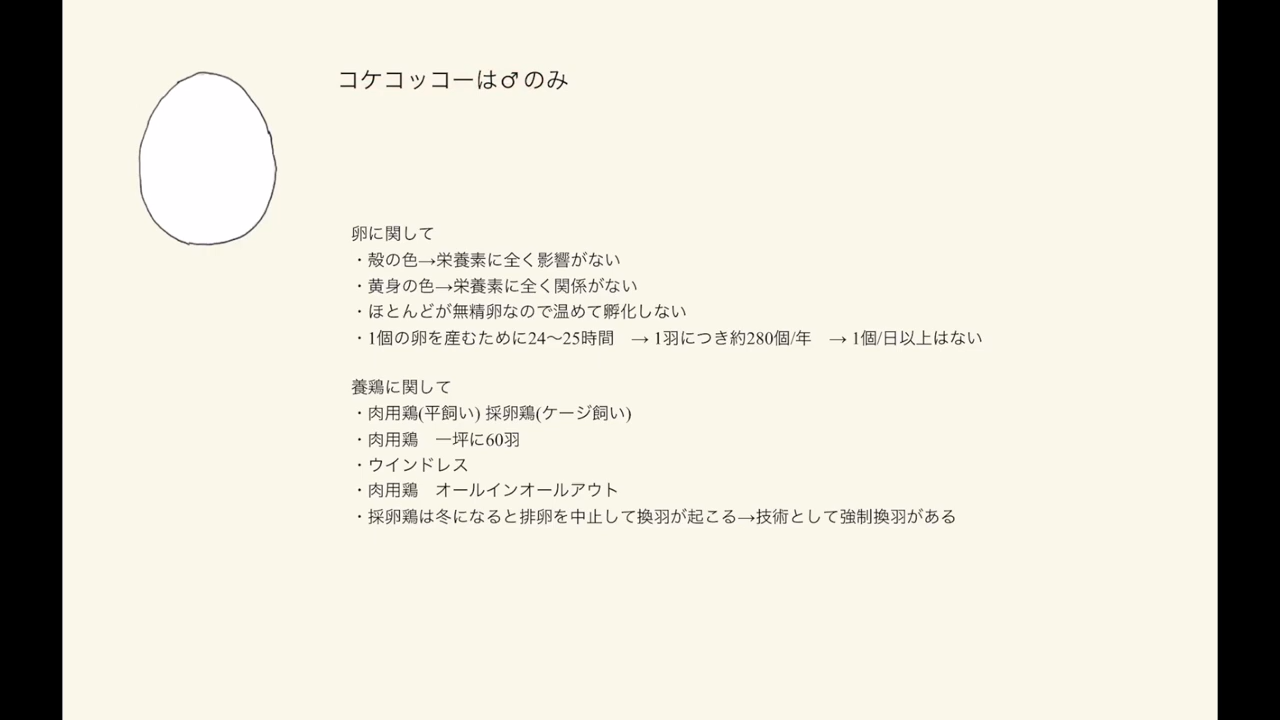 コケコッコーは♂のみ
卵に関して
・殻の色→栄養素に全く影響がない
・黄身の色→栄養素に全く関係がない
・ほとんどが無精卵なので温めて孵化しない
・1個の卵を産むために24〜25時間　→ 1羽につき約280個/年　→ 1個/日以上はない
養鶏に関して
・肉用鶏(平飼い) 採卵鶏(ケージ飼い)
・肉用鶏　一坪に60羽
・ウインドレス
・肉用鶏　オールインオールアウト
・採卵鶏は冬になると排卵を中止して換羽が起こる→技術として強制換羽がある